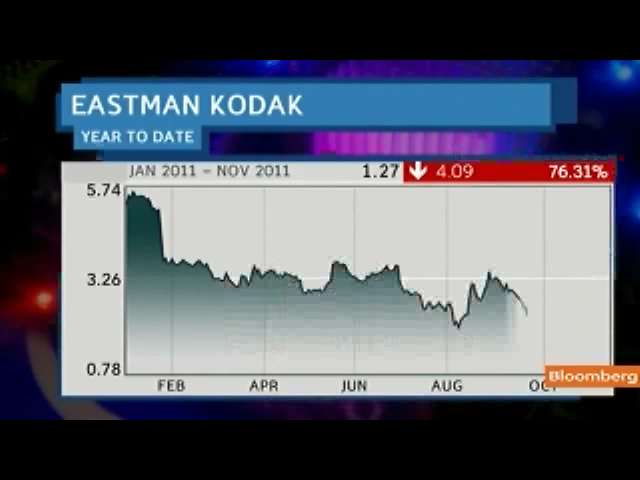 EASTMAN KODAK
YEAR TO DATE
JAN 2011 – NOV 2011 1.27 4.09 76.31%
5.74
3.26
0.78
FEB APR JUN AUG OCT
Bloomberg